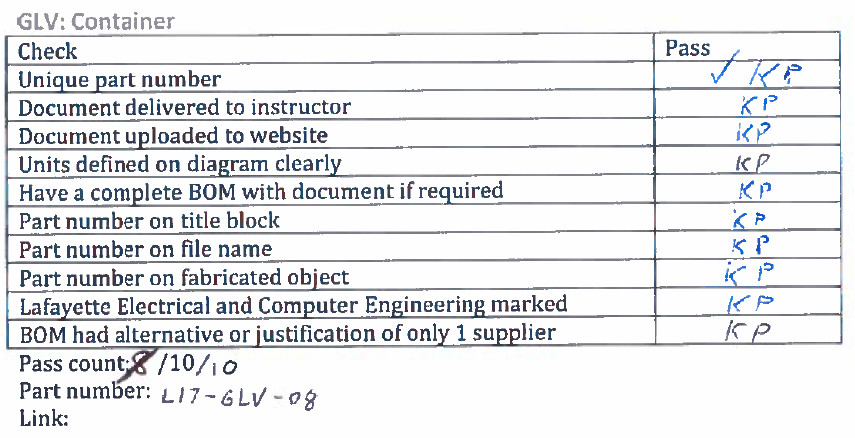 GLV: Container
Check Pass
Unique part number ✓ KP
Document delivered to instructor KP
Document uploaded to website KP
Units defined on diagram clearly KP
Have a complete BOM with document if required KP
Part number on title block KP
Part number on file name KP
Part number on fabricated object KP
Lafayette Electrical and Computer Engineering marked KP
BOM had alternative or justification of only 1 supplier KP
Pass count: 8 /10/10
Part number: L17-GLV-08
Link: